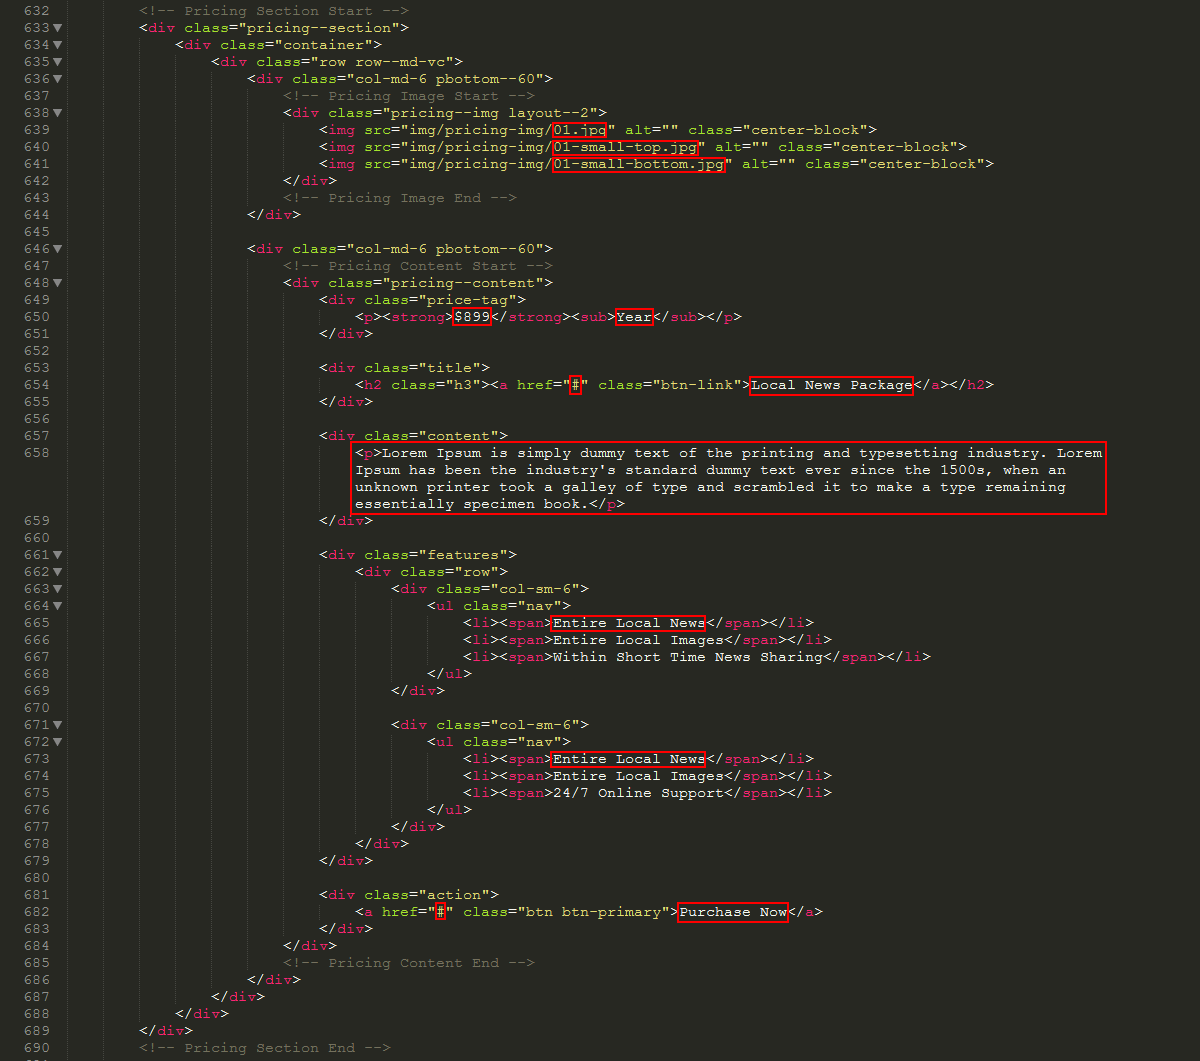 632 <!-- Pricing Section Start -->
633 <div class="pricing--section">
634 <div class="container">
635 <div class="row row--md-vc">
636 <div class="col-md-6 pbottom--60">
637 <!-- Pricing Image Start -->
638 <div class="pricing--img layout--2">
639 <img src="img/pricing-img/01.jpg" alt="" class="center-block">
640 <img src="img/pricing-img/01-small-top.jpg" alt="" class="center-block">
641 <img src="img/pricing-img/01-small-bottom.jpg" alt="" class="center-block">
642 </div>
643 <!-- Pricing Image End -->
644 </div>
645
646 <div class="col-md-6 pbottom--60">
647 <!-- Pricing Content Start -->
648 <div class="pricing--content">
649 <div class="price-tag">
650 <p><strong>$899</strong><sub>Year</sub></p>
651 </div>
652
653 <div class="title">
654 <h2 class="h3"><a href="#" class="btn-link">Local News Package</a></h2>
655 </div>
656
657 <div class="content">
658 <p>Lorem Ipsum is simply dummy text of the printing and typesetting industry. Lorem
Ipsum has been the industry's standard dummy text ever since the 1500s, when an
unknown printer took a galley of type and scrambled it to make a type remaining
essentially specimen book.</p>
659 </div>
660
661 <div class="features">
662 <div class="row">
663 <div class="col-sm-6">
664 <ul class="nav">
665 <li><span>Entire Local News</span></li>
666 <li><span>Entire Local Images</span></li>
667 <li><span>Within Short Time News Sharing</span></li>
668 </ul>
669 </div>
670
671 <div class="col-sm-6">
672 <ul class="nav">
673 <li><span>Entire Local News</span></li>
674 <li><span>Entire Local Images</span></li>
675 <li><span>24/7 Online Support</span></li>
676 </ul>
677 </div>
678 </div>
679 </div>
680
681 <div class="action">
682 <a href="#" class="btn btn-primary">Purchase Now</a>
683 </div>
684 </div>
685 <!-- Pricing Content End -->
686 </div>
687 </div>
688 </div>
689 </div>
690 <!-- Pricing Section End -->